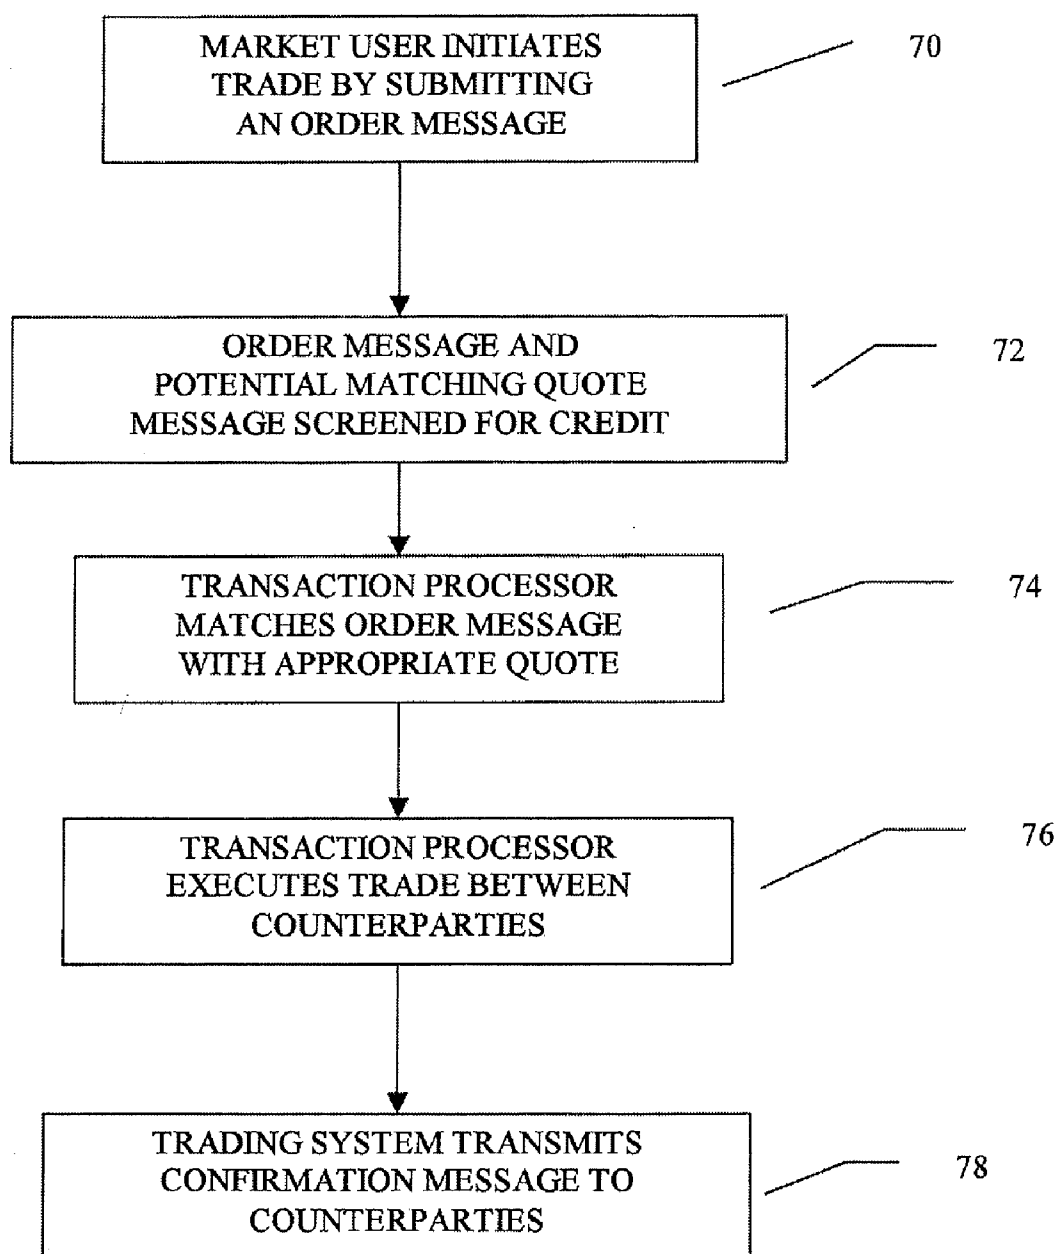 MARKET USER INITIATES
TRADE BY SUBMITTING
AN ORDER MESSAGE
70
ORDER MESSAGE AND
POTENTIAL MATCHING QUOTE
MESSAGE SCREENED FOR CREDIT
72
TRANSACTION PROCESSOR
MATCHES ORDER MESSAGE
WITH APPROPRIATE QUOTE
74
TRANSACTION PROCESSOR
EXECUTES TRADE BETWEEN
COUNTERPARTIES
76
TRADING SYSTEM TRANSMITS
CONFIRMATION MESSAGE TO
COUNTERPARTIES
78